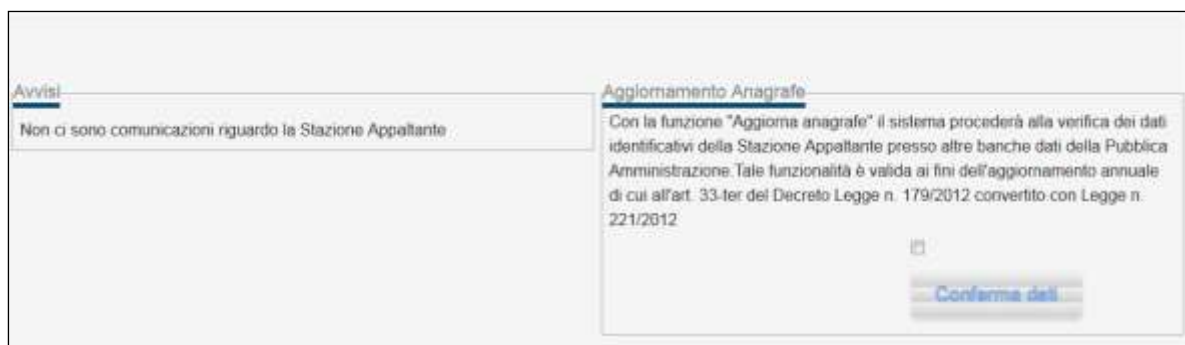 Avvisi
Non ci sono comunicazioni riguardo la Stazione Appaltante
Aggiornamento Anagrafe
Con la funzione "Aggiorna anagrafe" il sistema procederà alla verifica dei dati
identificativi della Stazione Appaltante presso altre banche dati della Pubblica
Amministrazione.Tale funzionalità è valida ai fini dell'aggiornamento annuale
di cui all'art. 33-ter del Decreto Legge n. 179/2012 convertito con Legge n.
221/2012
Conferma dati